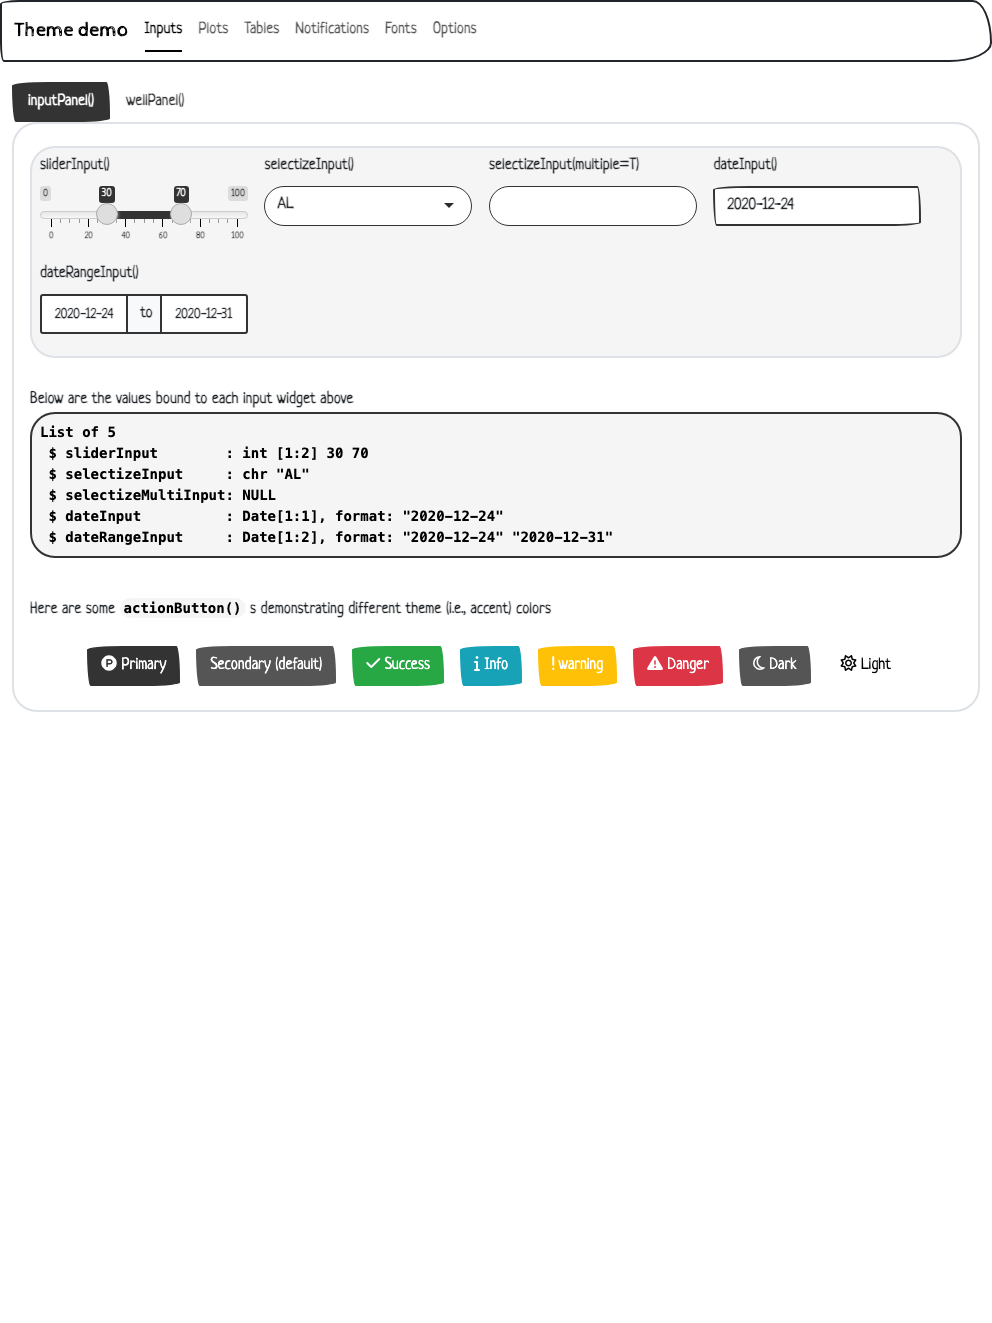 Theme demo Inputs Plots Tables Notifications Fonts Options
inputPanel() wellPanel()
sliderInput() selectizeInput() selectizeInput(multiple=T) dateInput()
0 30 70 100
AL
2020-12-24
0 20 40 60 80 100
dateRangeInput()
2020-12-24 to 2020-12-31
Below are the values bound to each input widget above
List of 5
$ sliderInput : int [1:2] 30 70
$ selectizeInput : chr "AL"
$ selectizeMultiInput: NULL
$ dateInput : Date[1:1], format: "2020-12-24"
$ dateRangeInput : Date[1:2], format: "2020-12-24" "2020-12-31"
Here are some actionButton() s demonstrating different theme (i.e., accent) colors
P Primary Secondary (default) Success i Info ! warning Danger Dark Light